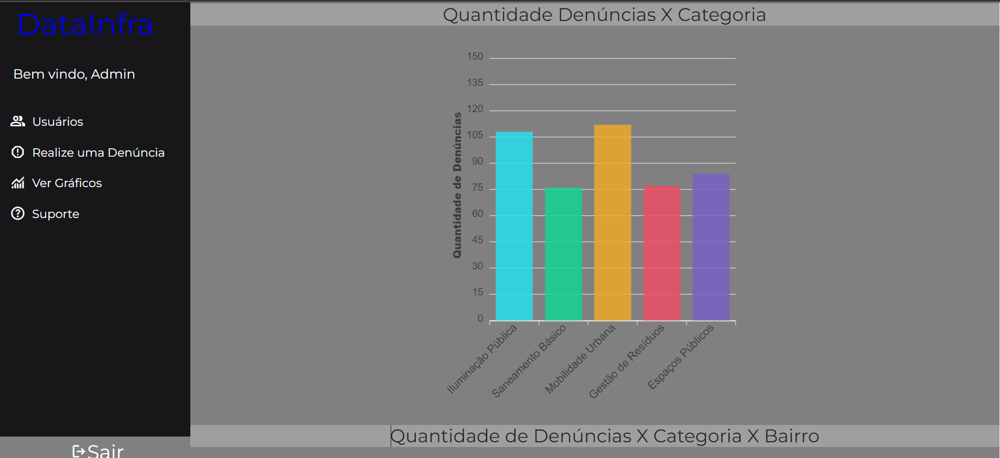 DataInfra
Bem vindo, Admin
Usuários
Realize uma Denúncia
Ver Gráficos
Suporte
Sair
Quantidade Denúncias X Categoria
Quantidade de Denúncias
150
135
120
105
90
75
60
45
30
15
0
Iluminação Pública
Saneamento Básico
Mobilidade Urbana
Gestão de Resíduos
Espaços Públicos
Quantidade de Denúncias X Categoria X Bairro